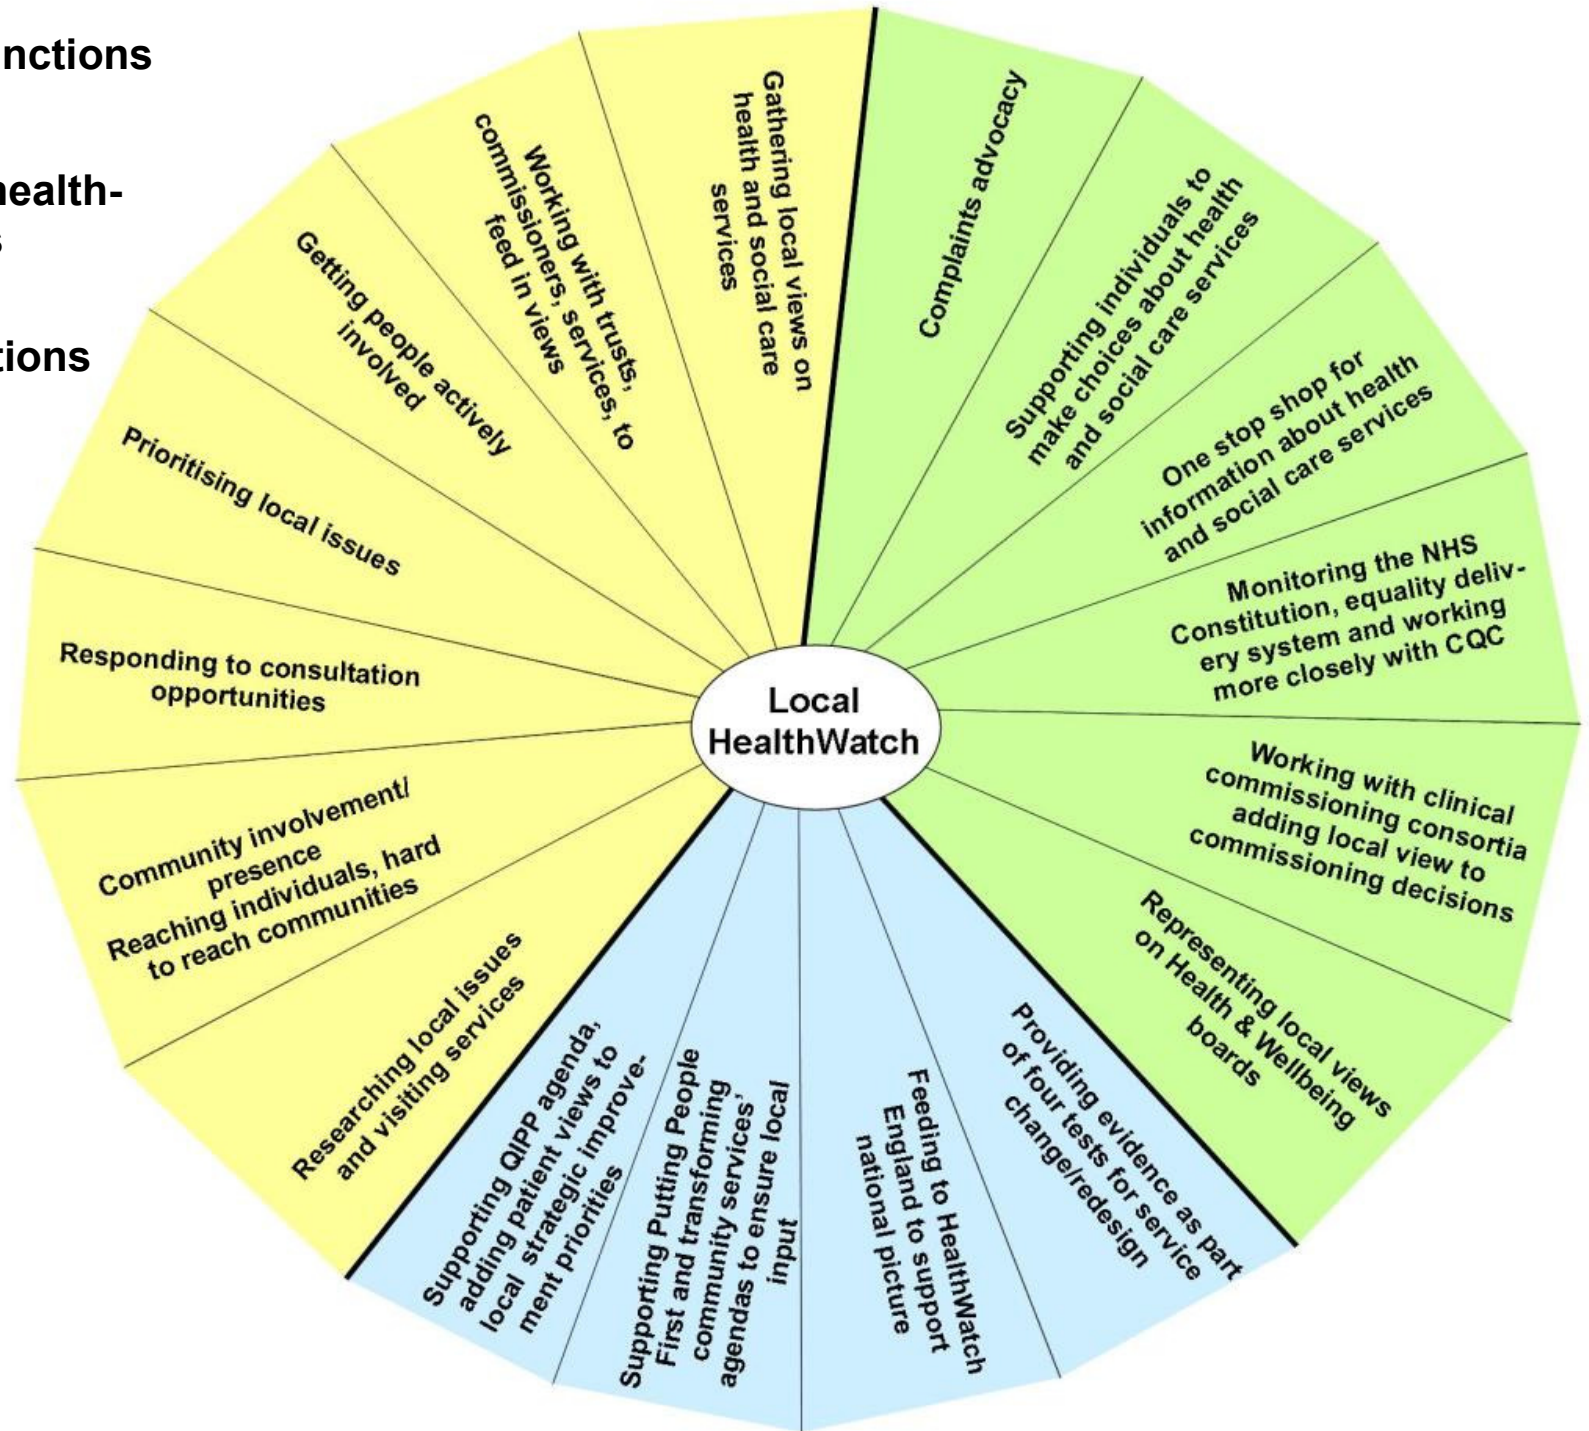 nctions
health-
s
tions
Gathering local views on
health and social care
services
Complaints advocacy
Supporting individuals to
make choices about health
and social care services
One stop shop for
information about health
and social care services
Monitoring the NHS
Constitution, equality deliv-
ery system and working
more closely with CQC
Working with clinical
commissioning consortia
adding local view to
commissioning decisions
Representing local views
on Health & Wellbeing
boards
Providing evidence as part
of four tests for service
change/redesign
Feeding to HealthWatch
England to support
national picture
Supporting Putting People
First and transforming
community services’
agendas to ensure local
input
Supporting QIPP agenda,
adding patient views to
local strategic improve-
ment priorities
Researching local issues
and visiting services
Community involvement/
presence
Reaching individuals, hard
to reach communities
Responding to consultation
opportunities
Prioritising local issues
Getting people actively
involved
Working with trusts,
commissioners, services, to
feed in views
Local
HealthWatch